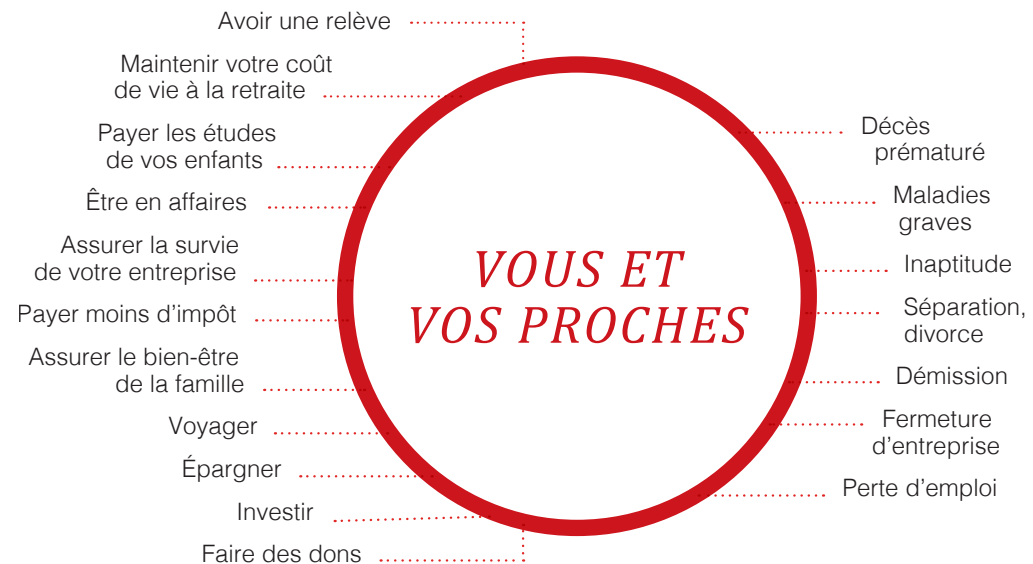 Avoir une relève
Maintenir votre coût
de vie à la retraite
Payer les études
de vos enfants
Être en affaires
Assurer la survie
de votre entreprise
Payer moins d’impôt
Assurer le bien-être
de la famille
Voyager
Épargner
Investir
Faire des dons
VOUS ET
VOS PROCHES
Décès
prématuré
Maladies
graves
Inaptitude
Séparation,
divorce
Démission
Fermeture
d’entreprise
Perte d’emploi